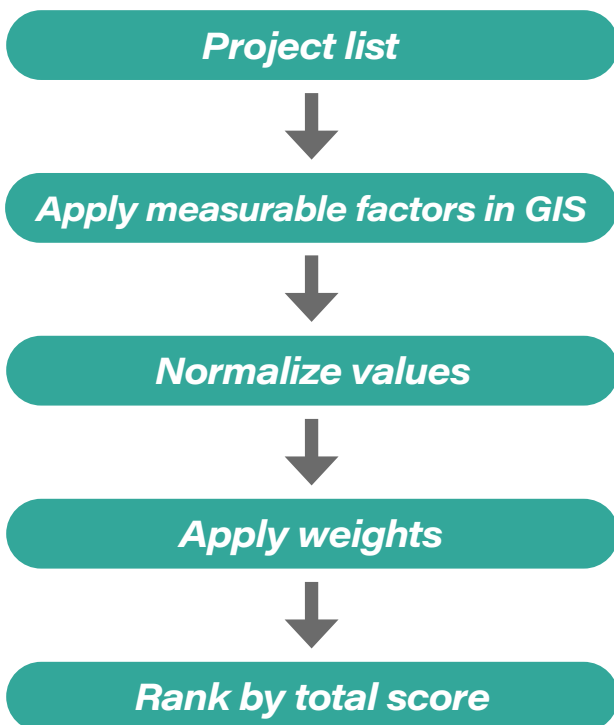 Project list
Apply measurable factors in GIS
Normalize values
Apply weights
Rank by total score